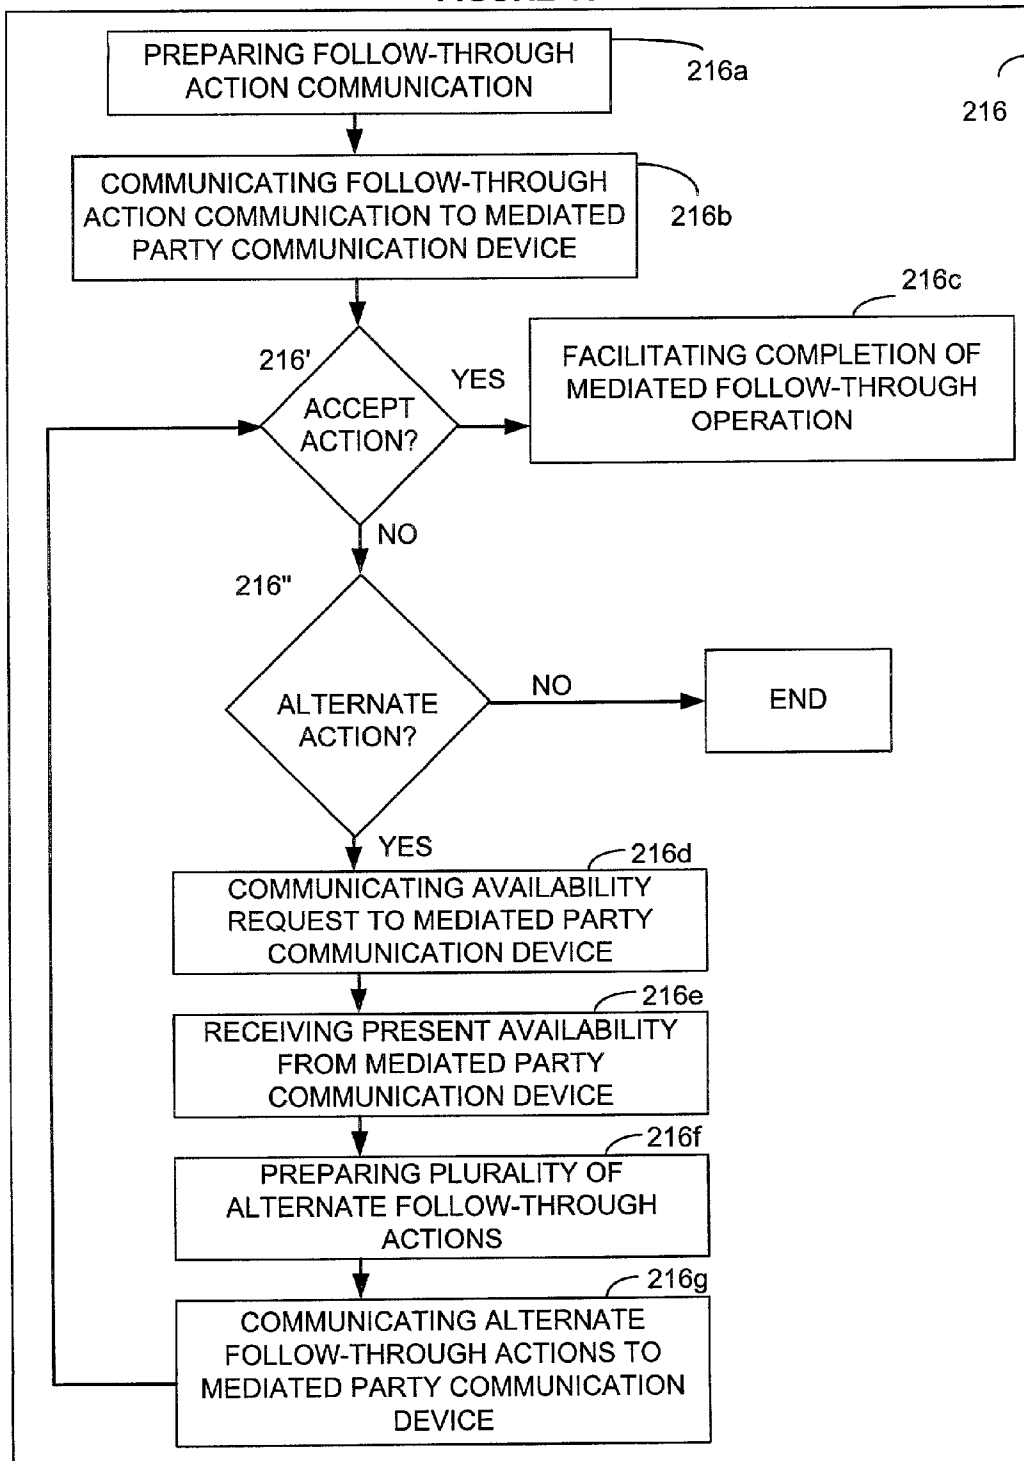 PREPARING FOLLOW-THROUGH
ACTION COMMUNICATION
216a
216
COMMUNICATING FOLLOW-THROUGH
ACTION COMMUNICATION TO MEDIATED
PARTY COMMUNICATION DEVICE
216b
216c
FACILITATING COMPLETION OF
MEDIATED FOLLOW-THROUGH
OPERATION
216'
YES
ACCEPT
ACTION?
NO
216"
ALTERNATE
ACTION?
NO
END
YES
216d
COMMUNICATING AVAILABILITY
REQUEST TO MEDIATED PARTY
COMMUNICATION DEVICE
216e
RECEIVING PRESENT AVAILABILITY
FROM MEDIATED PARTY
COMMUNICATION DEVICE
216f
PREPARING PLURALITY OF
ALTERNATE FOLLOW-THROUGH
ACTIONS
216g
COMMUNICATING ALTERNATE
FOLLOW-THROUGH ACTIONS TO
MEDIATED PARTY COMMUNICATION
DEVICE